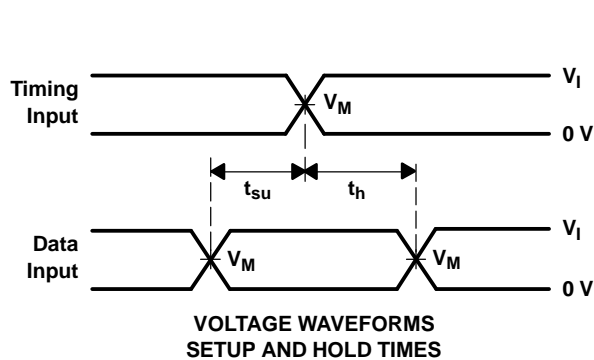 Timing
Input
V_I
V_M
0 V
t_su
t_h
Data
Input
V_I
V_M
V_M
0 V
VOLTAGE WAVEFORMS
SETUP AND HOLD TIMES